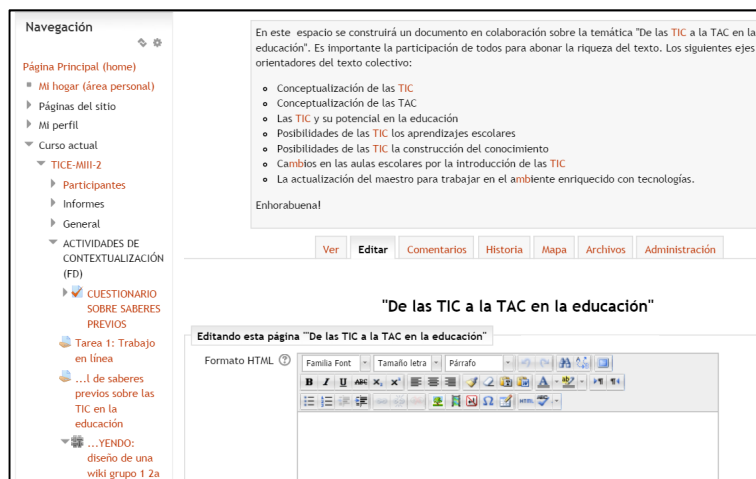 Navegación
Página Principal (home)
Mi hogar (área personal)
Páginas del sitio
Mi perfil
Curso actual
TICE-MIII-2
Participantes
Informes
General
ACTIVIDADES DE
CONTEXTUALIZACIÓN
(FD)
CUESTIONARIO
SOBRE SABERES
PREVIOS
Tarea 1: Trabajo
en línea
...l de saberes
previos sobre las
TIC en la
educación
...YENDO:
diseño de una
wiki grupo 1 2a
En este espacio se construirá un documento en colaboración sobre la temática "De las TIC a la TAC en la
educación". Es importante la participación de todos para abonar la riqueza del texto. Los siguientes ejes
orientadores del texto colectivo:
Conceptualización de las TIC
Conceptualización de las TAC
Las TIC y su potencial en la educación
Posibilidades de las TIC los aprendizajes escolares
Posibilidades de las TIC la construcción del conocimiento
Cambios en las aulas escolares por la introducción de las TIC
La actualización del maestro para trabajar en el ambiente enriquecido con tecnologías.
Enhorabuena!
Ver Editar Comentarios Historia Mapa Archivos Administración
"De las TIC a la TAC en la educación"
Editando esta página '"De las TIC a la TAC en la educación"
Formato HTML
Familia Font Tamaño letra Párrafo
B I U ABC X₂ X²
HTML